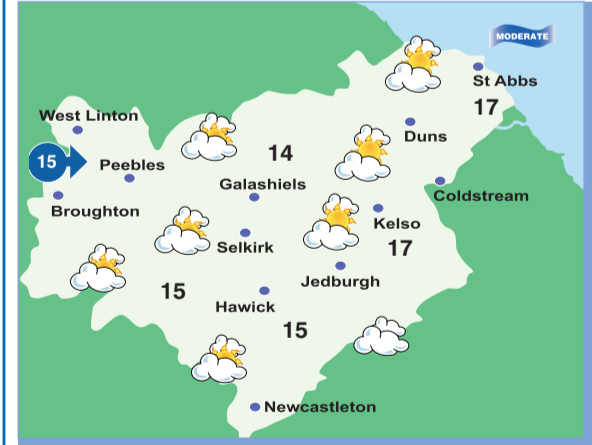 MODERATE
St Abbs
17
West Linton
Duns
14
15
Peebles
Galashiels
Coldstream
Broughton
Kelso
Selkirk
17
Jedburgh
15
Hawick
15
Newcastleton